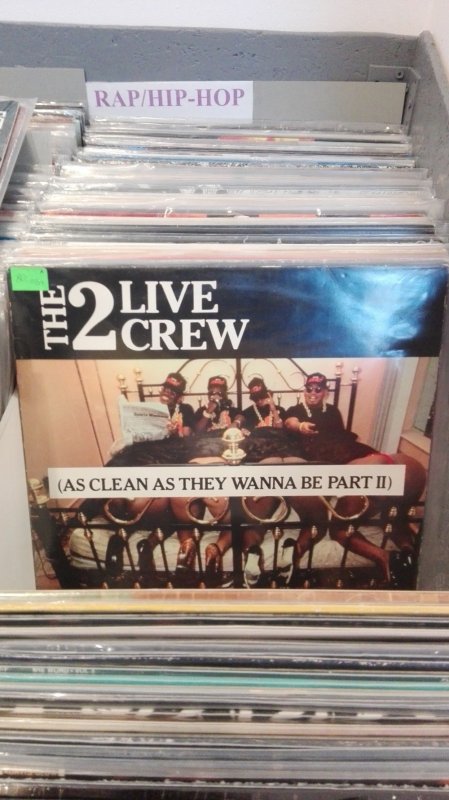 RAP/HIP-HOP
THE 2 LIVE CREW
(AS CLEAN AS THEY WANNA BE PART II)